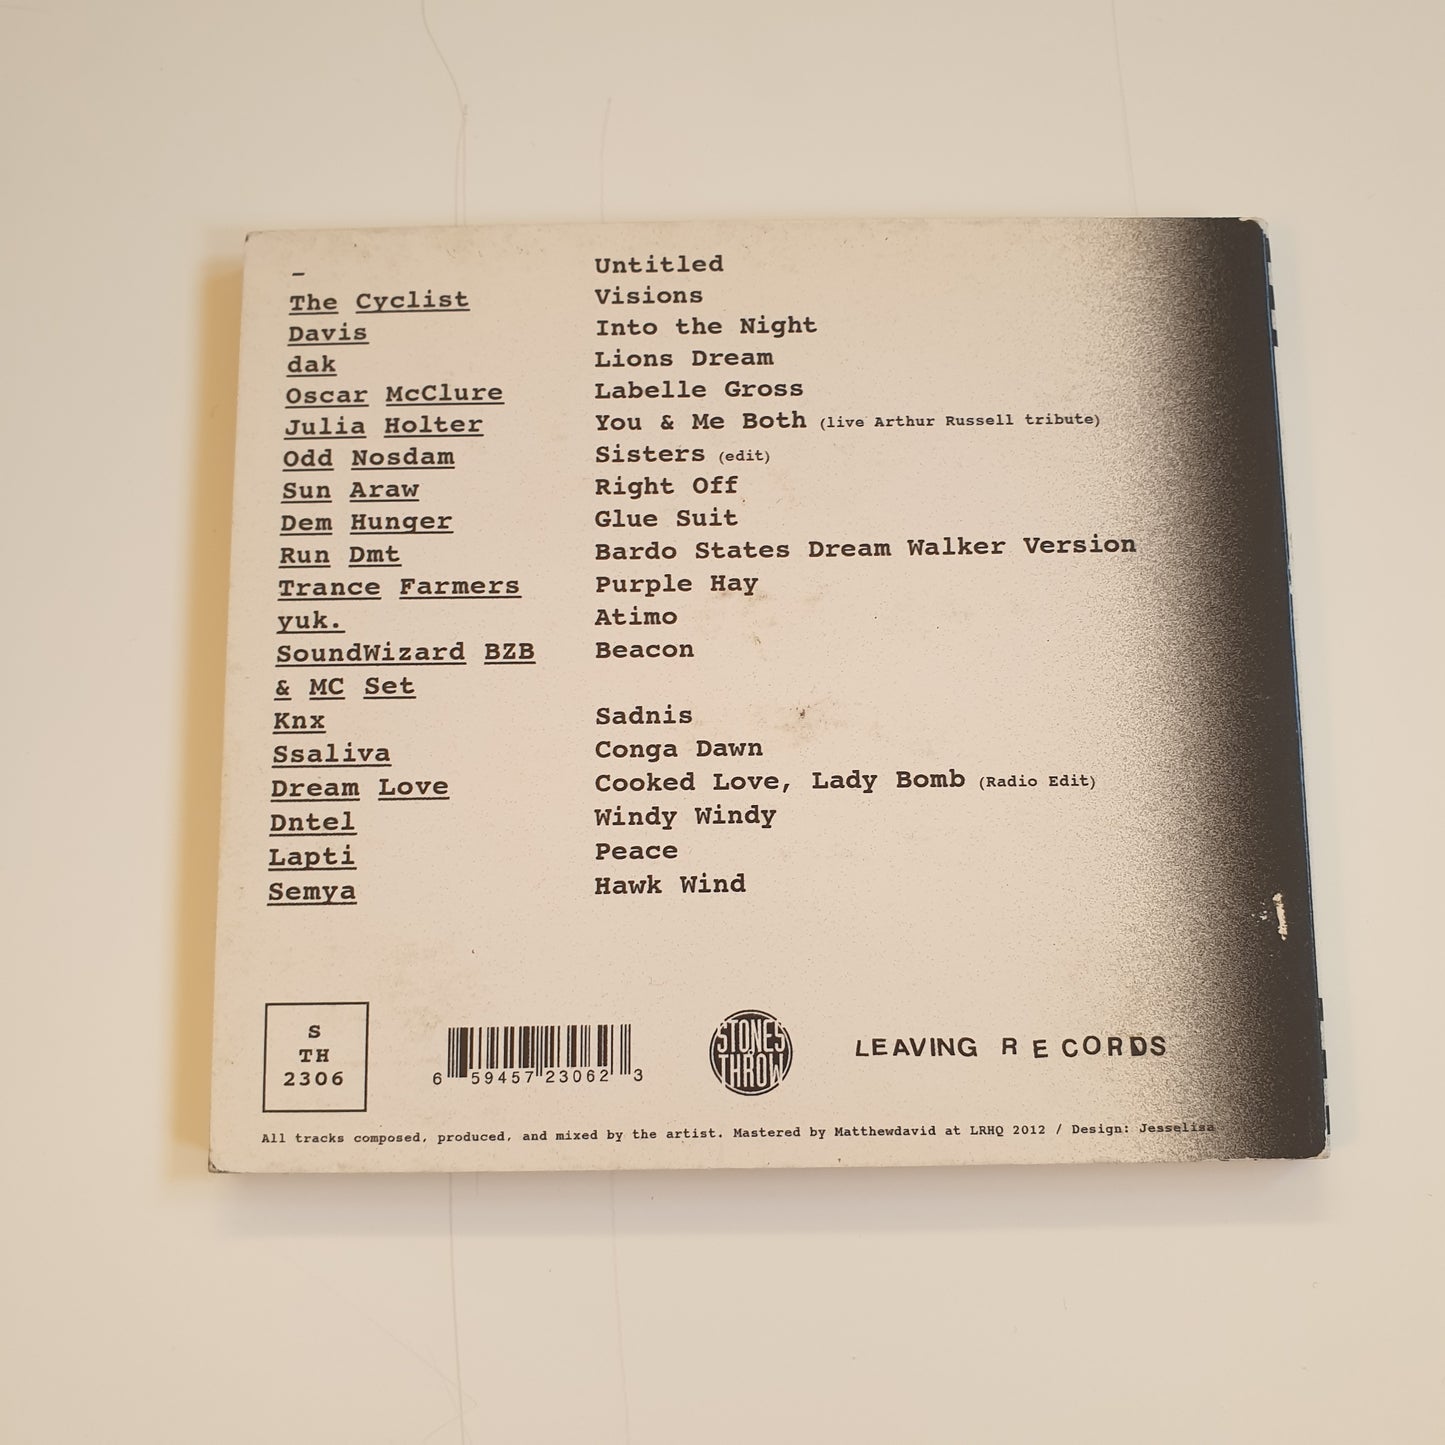 _ Untitled
The Cyclist Visions
Davis Into the Night
dak Lions Dream
Oscar McClure Labelle Gross
Julia Holter You & Me Both (live Arthur Russell tribute)
Odd Nosdam Sisters (edit)
Sun Araw Right Off
Dem Hunger Glue Suit
Run Dmt Bardo States Dream Walker Version
Trance Farmers Purple Hay
yuk. Atimo
SoundWizard BZB Beacon
& MC Set
Knx Sadnis
Ssaliva Conga Dawn
Dream Love Cooked Love, Lady Bomb (Radio Edit)
Dntel Windy Windy
Lapti Peace
Semya Hawk Wind
S
TH
2306
6 59457 23062 3
STONES
THROW
LEAVING RECORDS
All tracks composed, produced, and mixed by the artist. Mastered by Matthewdavid at LRHQ 2012 / Design: Jesselisa